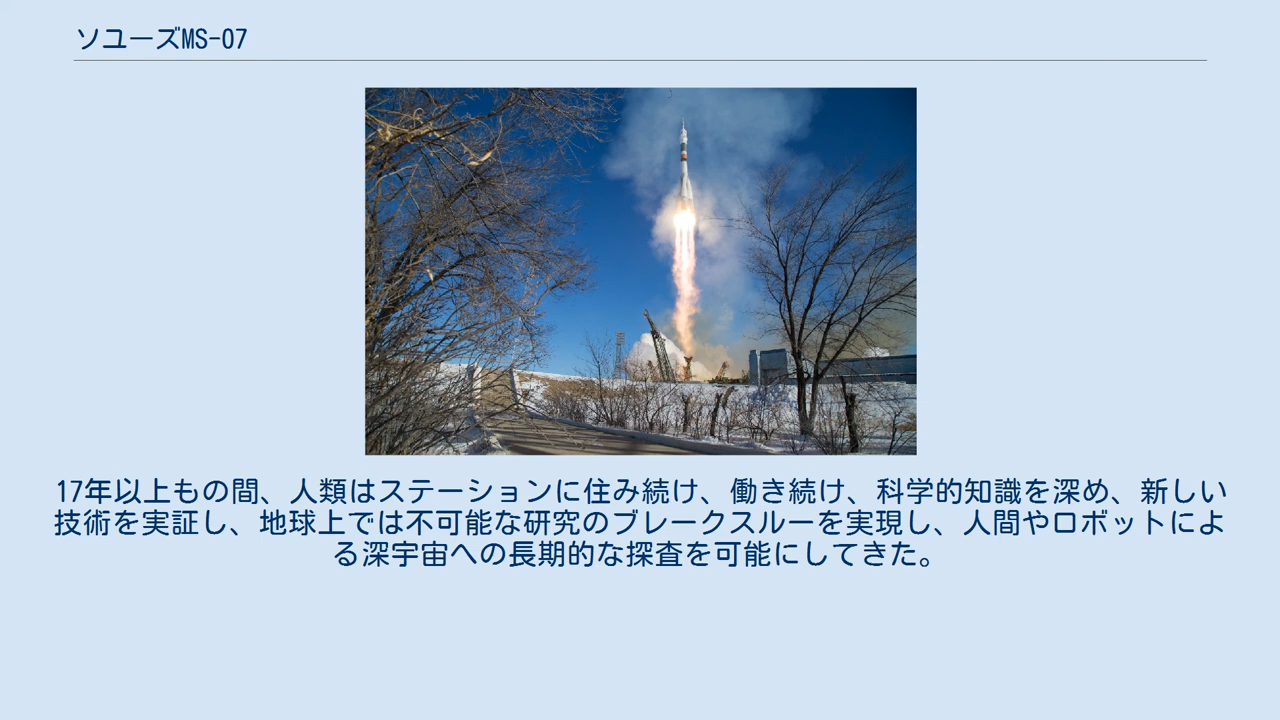 ソユーズMS-07
17年以上もの間、人類はステーションに住み続け、働き続け、科学的知識を深め、新しい
技術を実証し、地球上では不可能な研究のブレークスルーを実現し、人間やロボットによ
る深宇宙への長期的な探査を可能にしてきた。